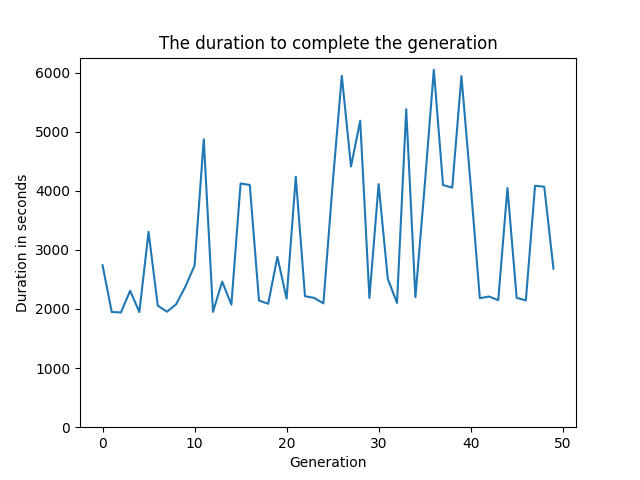 The duration to complete the generation
6000
5000
4000
3000
2000
1000
0
Duration in seconds
0 10 20 30 40 50
Generation